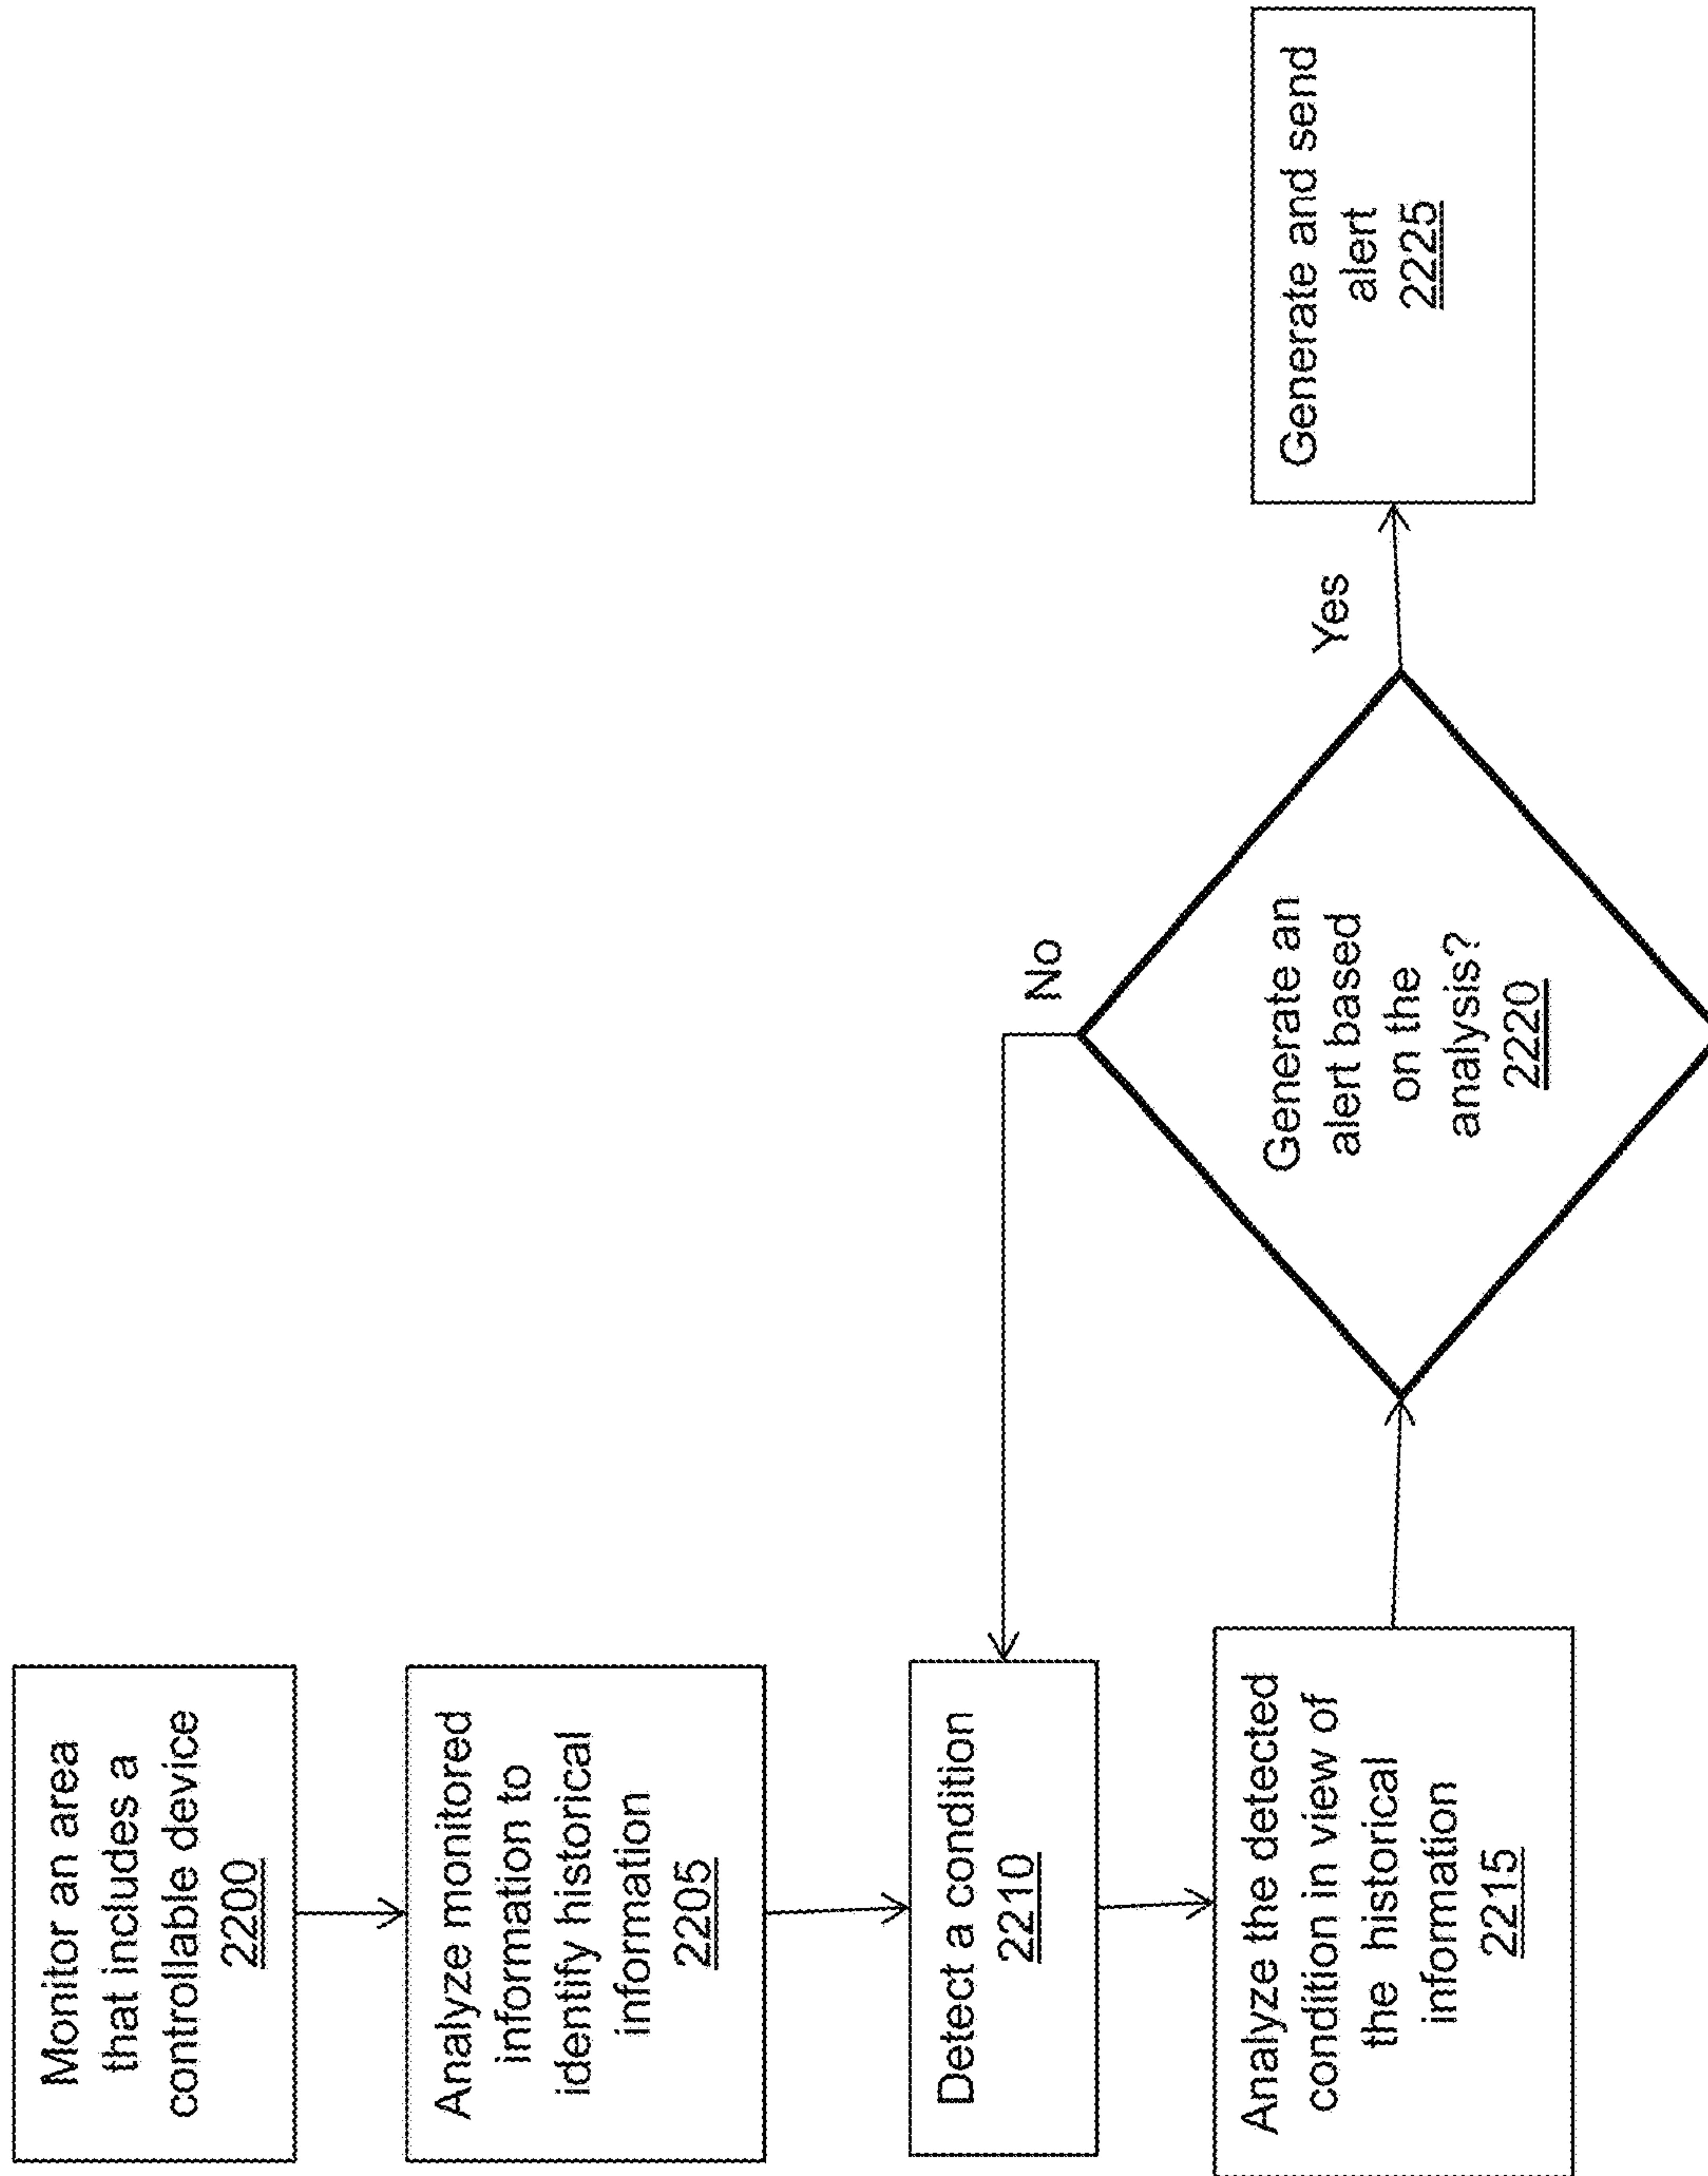 Monitor an area
that includes a
controllable device
2200
Analyze monitored
information to
identify historical
information
2205
Detect a condition
2210
Analyze the detected
condition in view of
the historical
information
2215
Generate an
alert based
on the
analysis?
2220
No
Yes
Generate and send
alert
2225